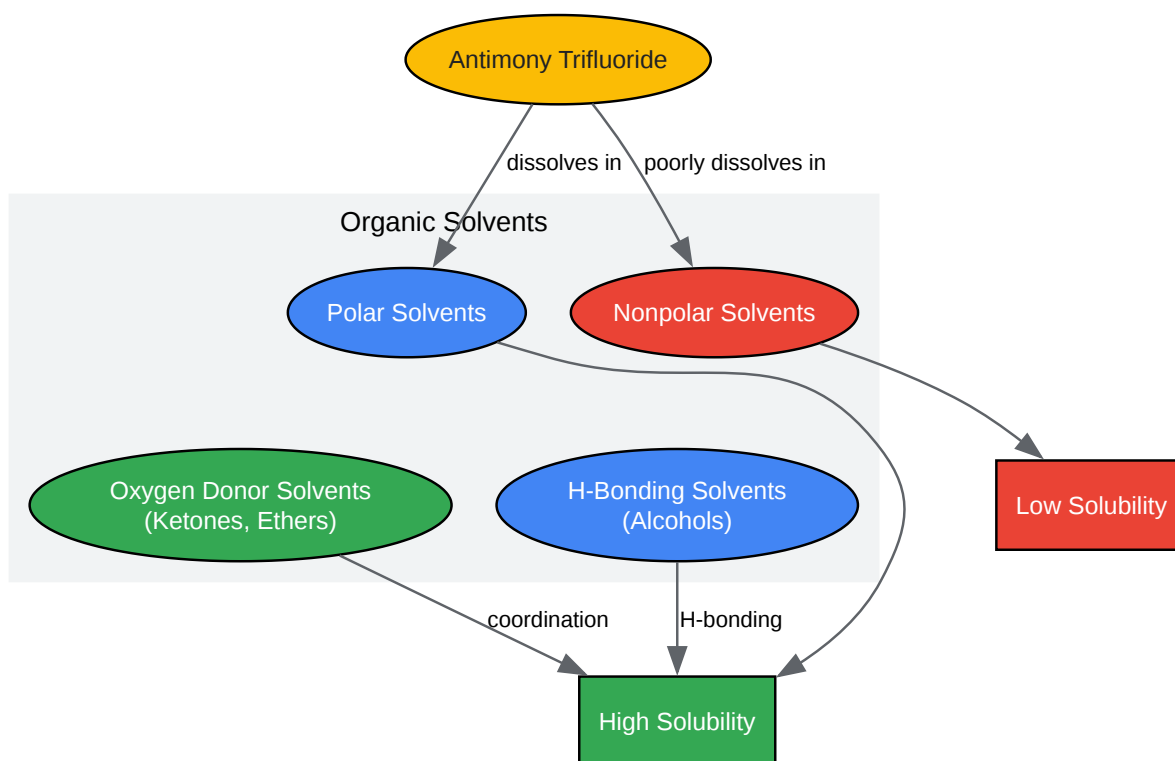 Antimony Trifluoride
dissolves in
poorly dissolves in
Organic Solvents
Polar Solvents
Nonpolar Solvents
Oxygen Donor Solvents
(Ketones, Ethers)
H-Bonding Solvents
(Alcohols)
Low Solubility
coordination
H-bonding
High Solubility